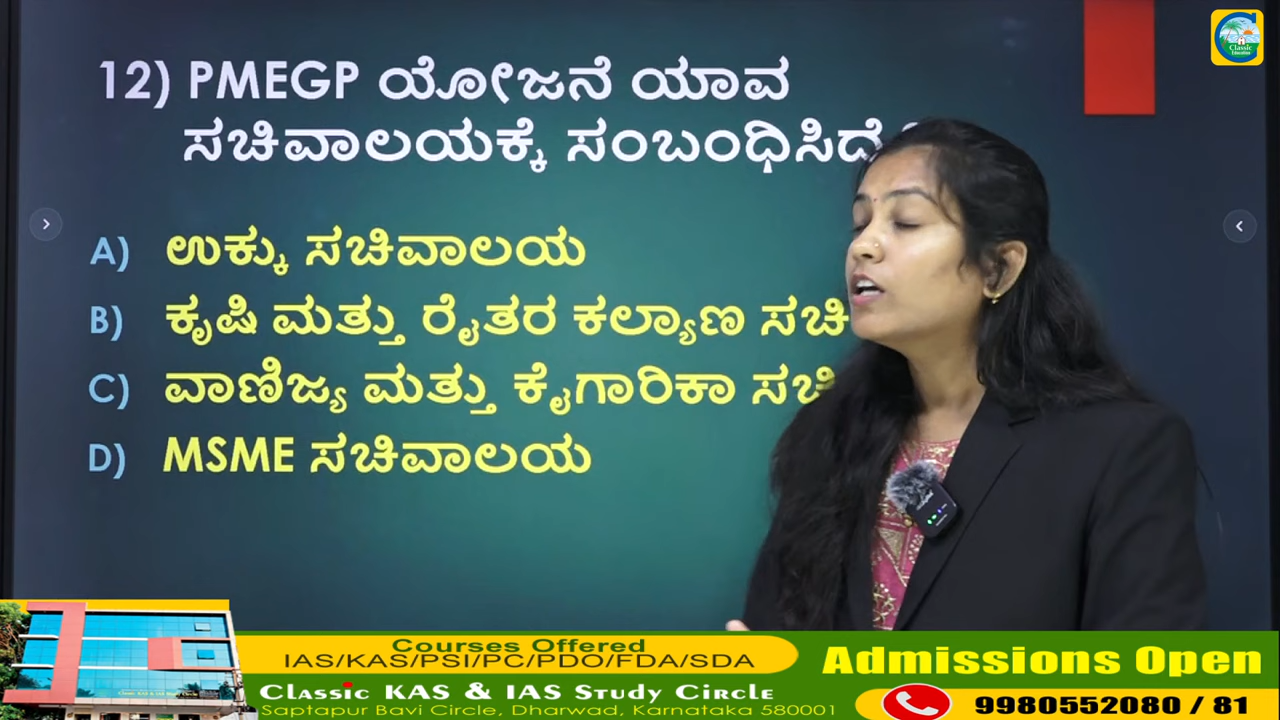 12) PMEGP ಯೋಜನೆ ಯಾವ
ಸಚಿವಾಲಯಕ್ಕೆ ಸಂಬಂಧಿಸಿದೆ
A) ಉಕ್ಕು ಸಚಿವಾಲಯ
B) ಕೃಷಿ ಮತ್ತು ರೈತರ ಕಲ್ಯಾಣ ಸಚಿ
C) ವಾಣಿಜ್ಯ ಮತ್ತು ಕೈಗಾರಿಕಾ ಸಚಿ
D) MSME ಸಚಿವಾಲಯ
Classic
Education
Courses Offered
IAS/KAS/PSI/PC/PDO/FDA/SDA
Classic KAS & IAS Study Circle
Saptapur Bavi Circle, Dharwad, Karnataka 580001
Admissions Open
9980552080 / 81